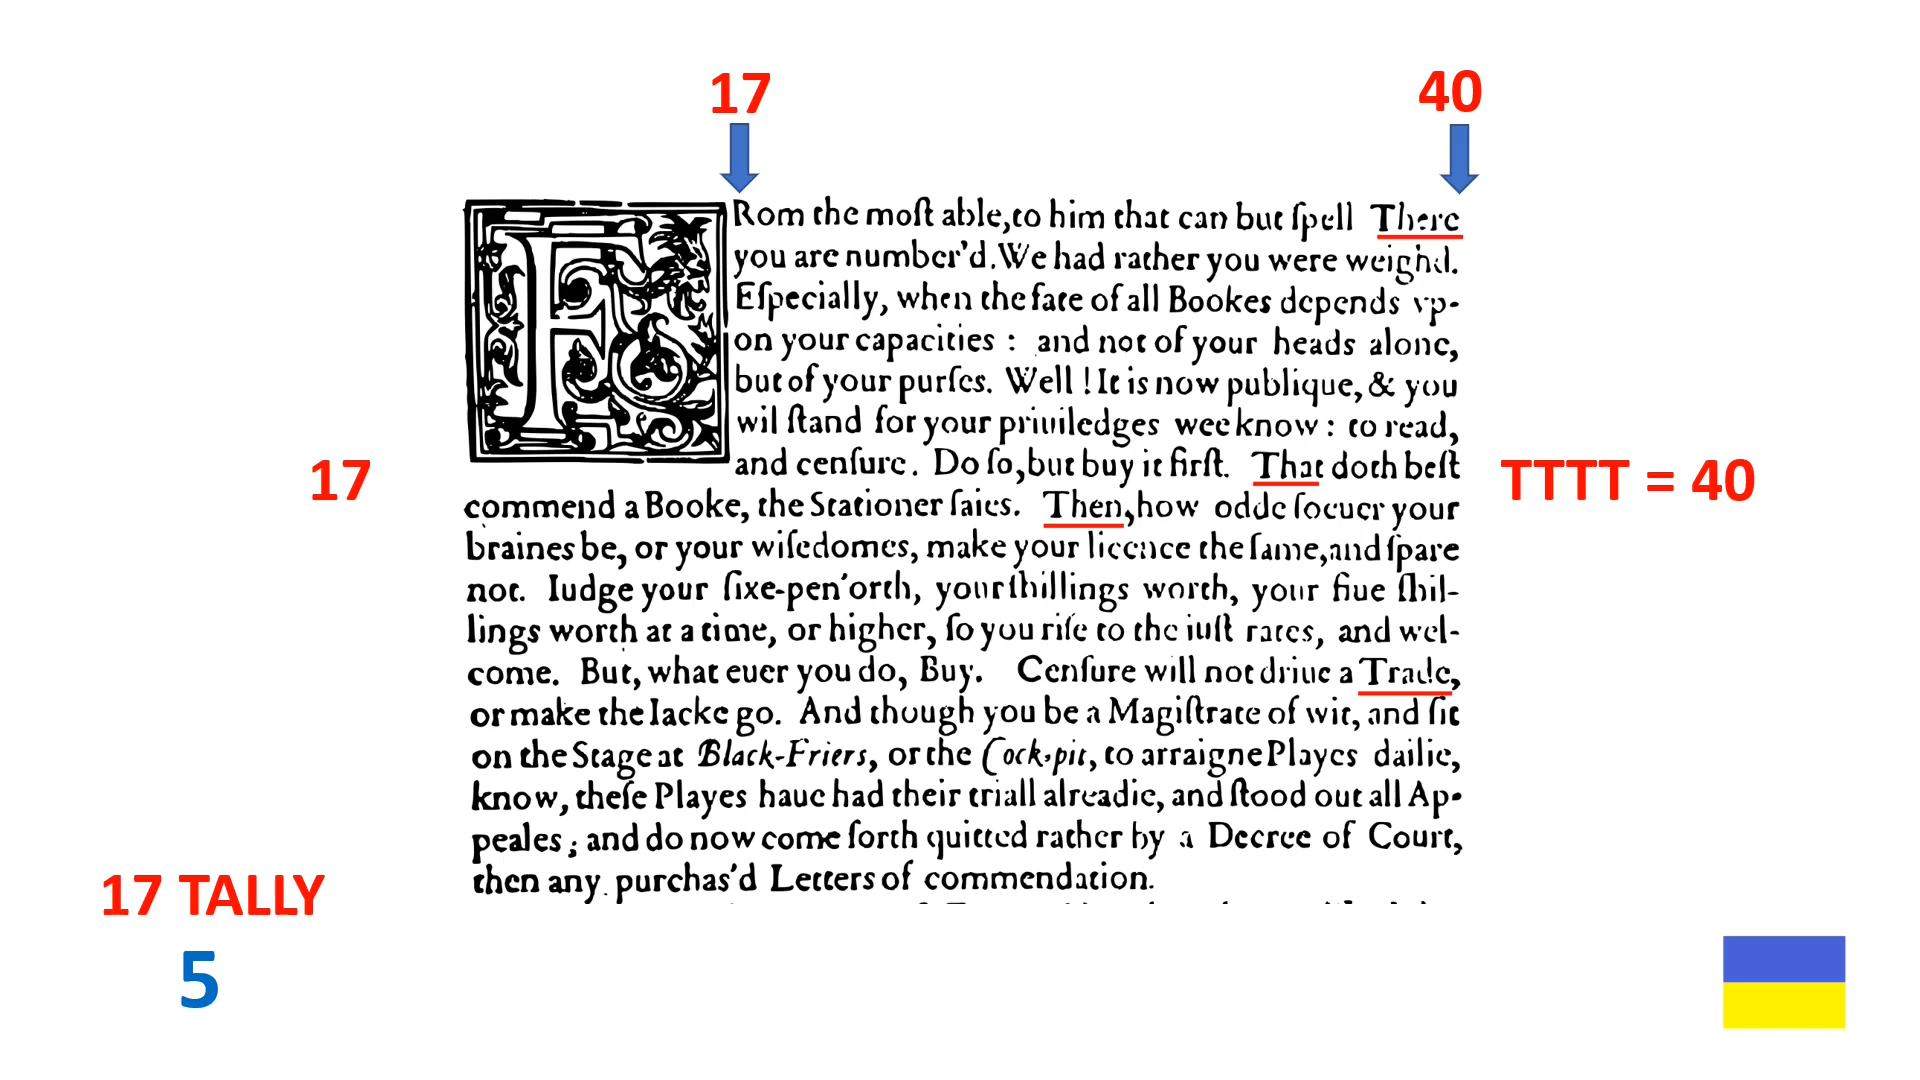 17
40
FRom the moſt able, to him that can but ſpell There
you are number'd. We had rather you were weighd.
Eſpecially, when the fate of all Bookes depends vp-
on your capacities : and not of your heads alone,
but of your purſes. Well ! It is now publique, & you
wil ſtand for your priuiledges wee know : to read,
and cenſure. Do ſo, but buy it firſt. That doth beſt
commend a Booke, the Stationer ſaies. Then, how odde ſoeuer your
braines be, or your wiſedomes, make your licence the ſame, and ſpare
not. Iudge your ſixe-pen'orth, your ſhillings worth, your fiue ſhil-
lings worth at a time, or higher, ſo you riſe to the iuſt rates, and wel-
come. But, what euer you do, Buy. Cenſure will not driue a Trade,
or make the Iacke go. And though you be a Magiſtrate of wit, and ſit
on the Stage at Black-Friers, or the Cock-pit, to arraigne Playes dailie,
know, theſe Playes haue had their triall alreadie, and ſtood out all Ap-
peales ; and do now come forth quitted rather by a Decree of Court,
then any purchas'd Letters of commendation.
17
TTTT = 40
17 TALLY
5